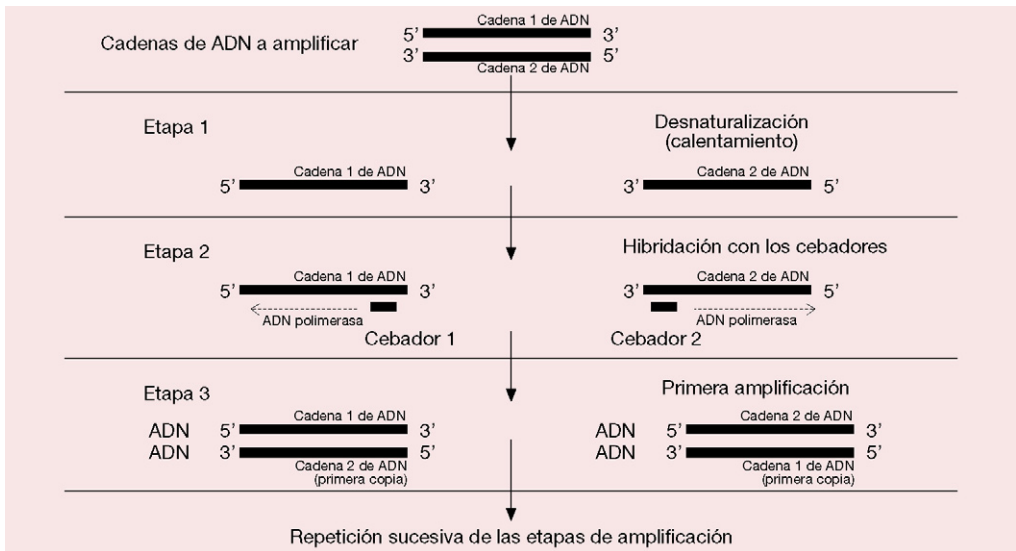 Cadenas de ADN a amplificar
Cadena 1 de ADN
5’ 3’
3’ 5’
Cadena 2 de ADN
Etapa 1
Desnaturalización
(calentamiento)
Cadena 1 de ADN
5’ 3’
Cadena 2 de ADN
3’ 5’
Etapa 2
Hibridación con los cebadores
Cadena 1 de ADN
5’ 3’
ADN polimerasa
Cebador 1
Cadena 2 de ADN
3’ 5’
ADN polimerasa
Cebador 2
Etapa 3
Primera amplificación
Cadena 1 de ADN
ADN 5’ 3’
ADN 3’ 5’
Cadena 2 de ADN
(primera copia)
Cadena 2 de ADN
ADN 5’ 3’
ADN 3’ 5’
Cadena 1 de ADN
(primera copia)
Repetición sucesiva de las etapas de amplificación